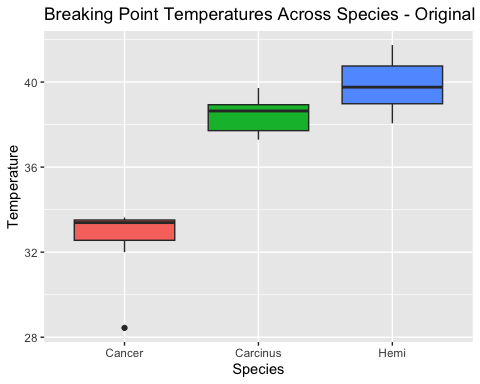 Breaking Point Temperatures Across Species - Original
40
36
32
28
Temperature
Cancer
Carcinus
Hemi
Species